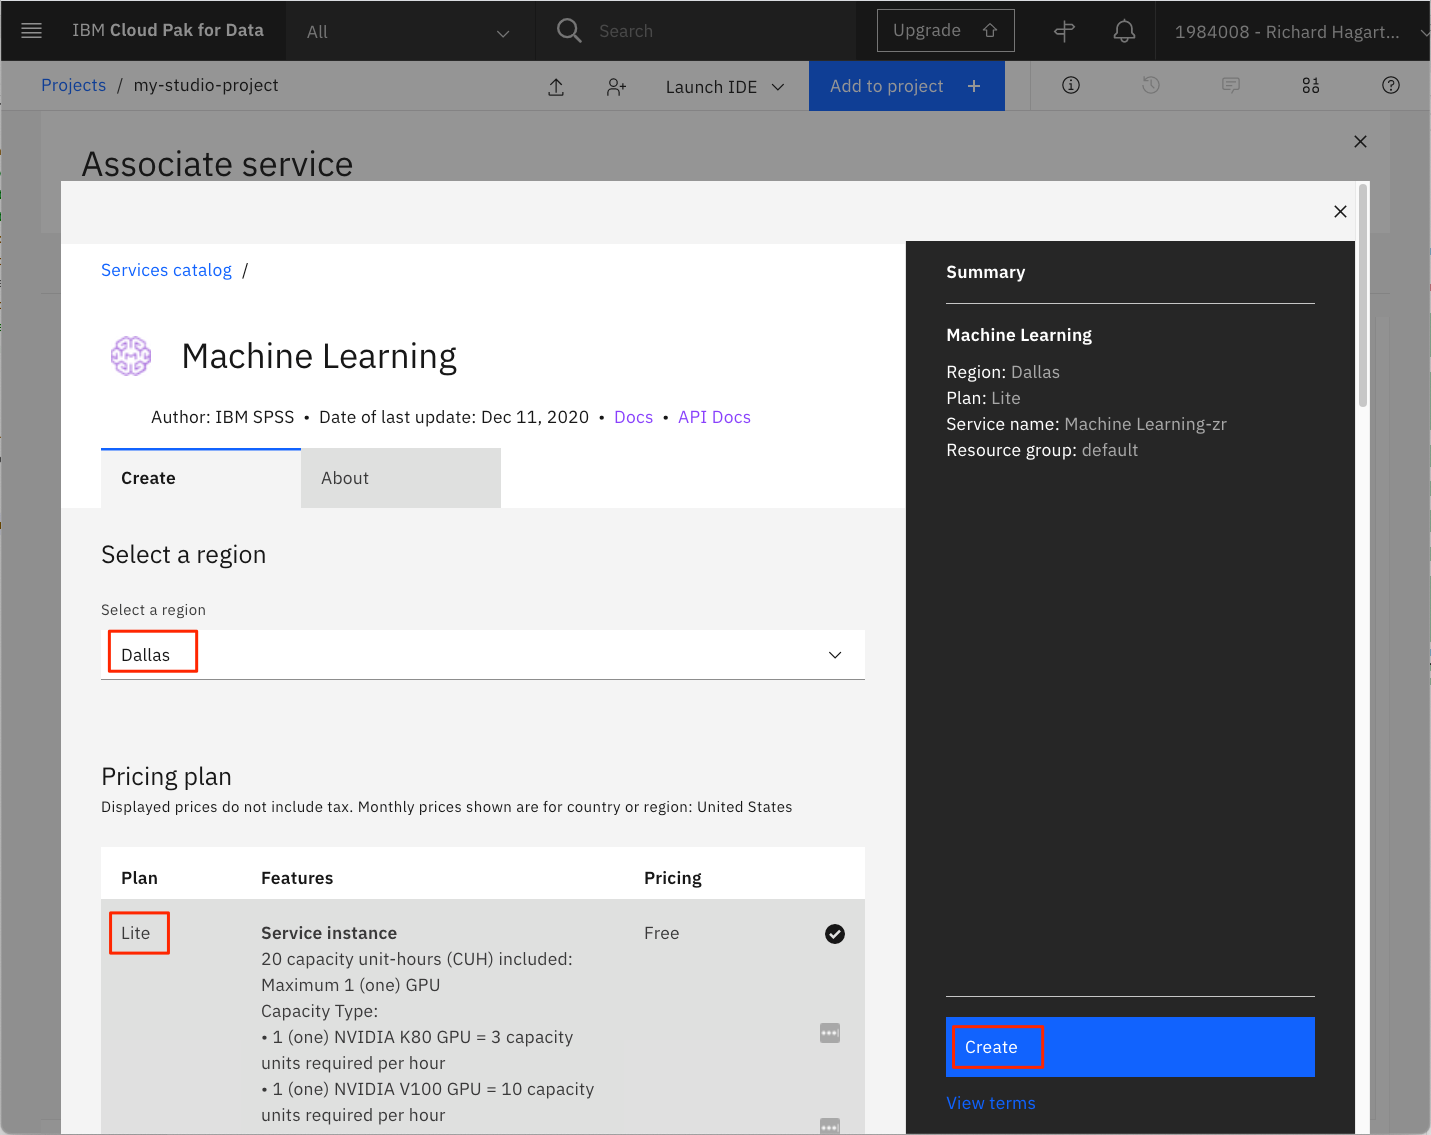 IBM Cloud Pak for Data
All
Search
Upgrade
1984008 - Richard Hagart...
Projects / my-studio-project
Launch IDE
Add to project +
Associate service
Services catalog /
Machine Learning
Author: IBM SPSS • Date of last update: Dec 11, 2020 • Docs • API Docs
Create
About
Select a region
Select a region
Dallas
Pricing plan
Displayed prices do not include tax. Monthly prices shown are for country or region: United States
Plan Features Pricing
Lite Service instance Free
20 capacity unit-hours (CUH) included:
Maximum 1 (one) GPU
Capacity Type:
• 1 (one) NVIDIA K80 GPU = 3 capacity
units required per hour
• 1 (one) NVIDIA V100 GPU = 10 capacity
units required per hour
Summary
Machine Learning
Region: Dallas
Plan: Lite
Service name: Machine Learning-zr
Resource group: default
Create
View terms